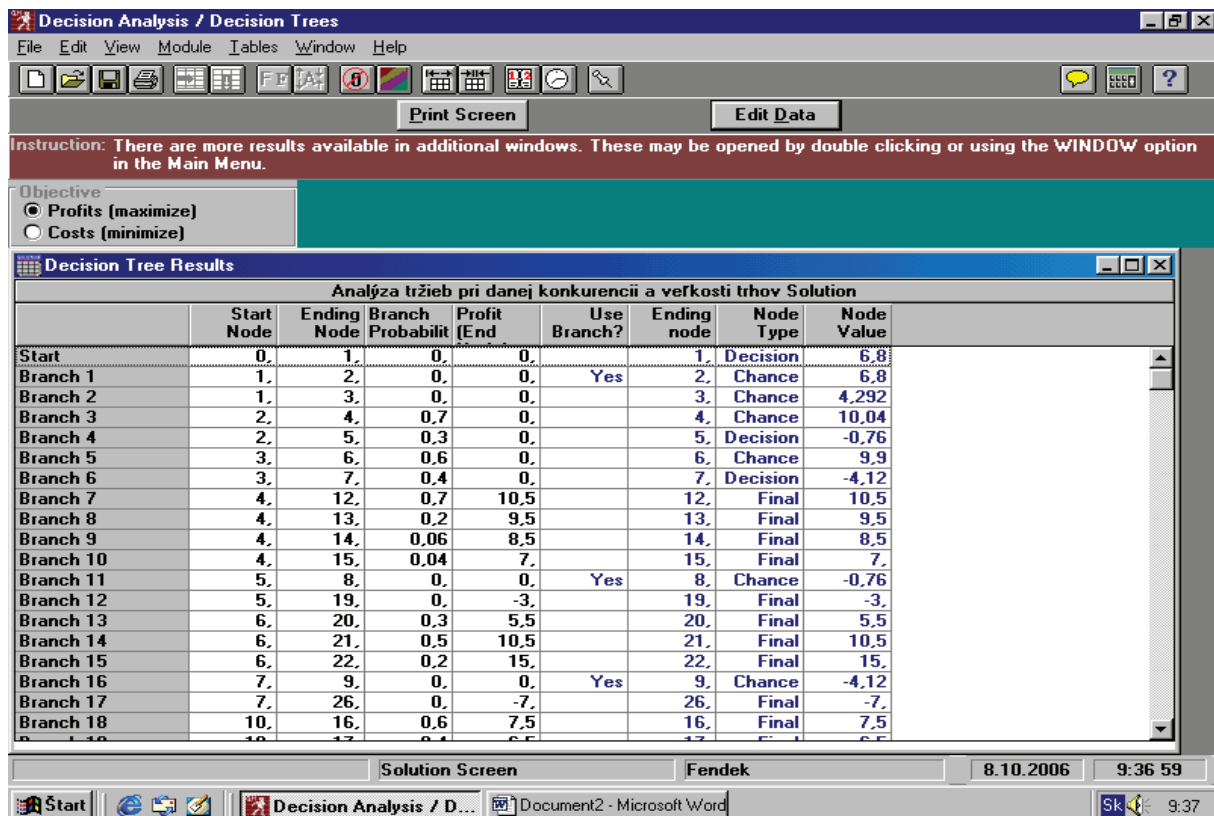 Decision Analysis / Decision Trees
File Edit View Module Tables Window Help
Print Screen Edit Data
Instruction: There are more results available in additional windows. These may be opened by double clicking or using the WINDOW option
in the Main Menu.
Objective
Profits (maximize)
Costs (minimize)
Decision Tree Results
Analýza tržieb pri danej konkurencii a veľkosti trhov Solution
Start Ending Branch Profit Use Ending Node Node
Node Node Probabilit (End Branch? node Type Value
Start 0, 1, 0, 0, 1, Decision 6,8
Branch 1 1, 2, 0, 0, Yes 2, Chance 6,8
Branch 2 1, 3, 0, 0, 3, Chance 4,292
Branch 3 2, 4, 0,7 0, 4, Chance 10,04
Branch 4 2, 5, 0,3 0, 5, Decision -0,76
Branch 5 3, 6, 0,6 0, 6, Chance 9,9
Branch 6 3, 7, 0,4 0, 7, Decision -4,12
Branch 7 4, 12, 0,7 10,5 12, Final 10,5
Branch 8 4, 13, 0,2 9,5 13, Final 9,5
Branch 9 4, 14, 0,06 8,5 14, Final 8,5
Branch 10 4, 15, 0,04 7, 15, Final 7,
Branch 11 5, 8, 0, 0, Yes 8, Chance -0,76
Branch 12 5, 19, 0, -3, 19, Final -3,
Branch 13 6, 20, 0,3 5,5 20, Final 5,5
Branch 14 6, 21, 0,5 10,5 21, Final 10,5
Branch 15 6, 22, 0,2 15, 22, Final 15,
Branch 16 7, 9, 0, 0, Yes 9, Chance -4,12
Branch 17 7, 26, 0, -7, 26, Final -7,
Branch 18 10, 16, 0,6 7,5 16, Final 7,5
Solution Screen Fendek 8.10.2006 9:36 59
Štart Decision Analysis / D... Document2 - Microsoft Word Sk 9:37